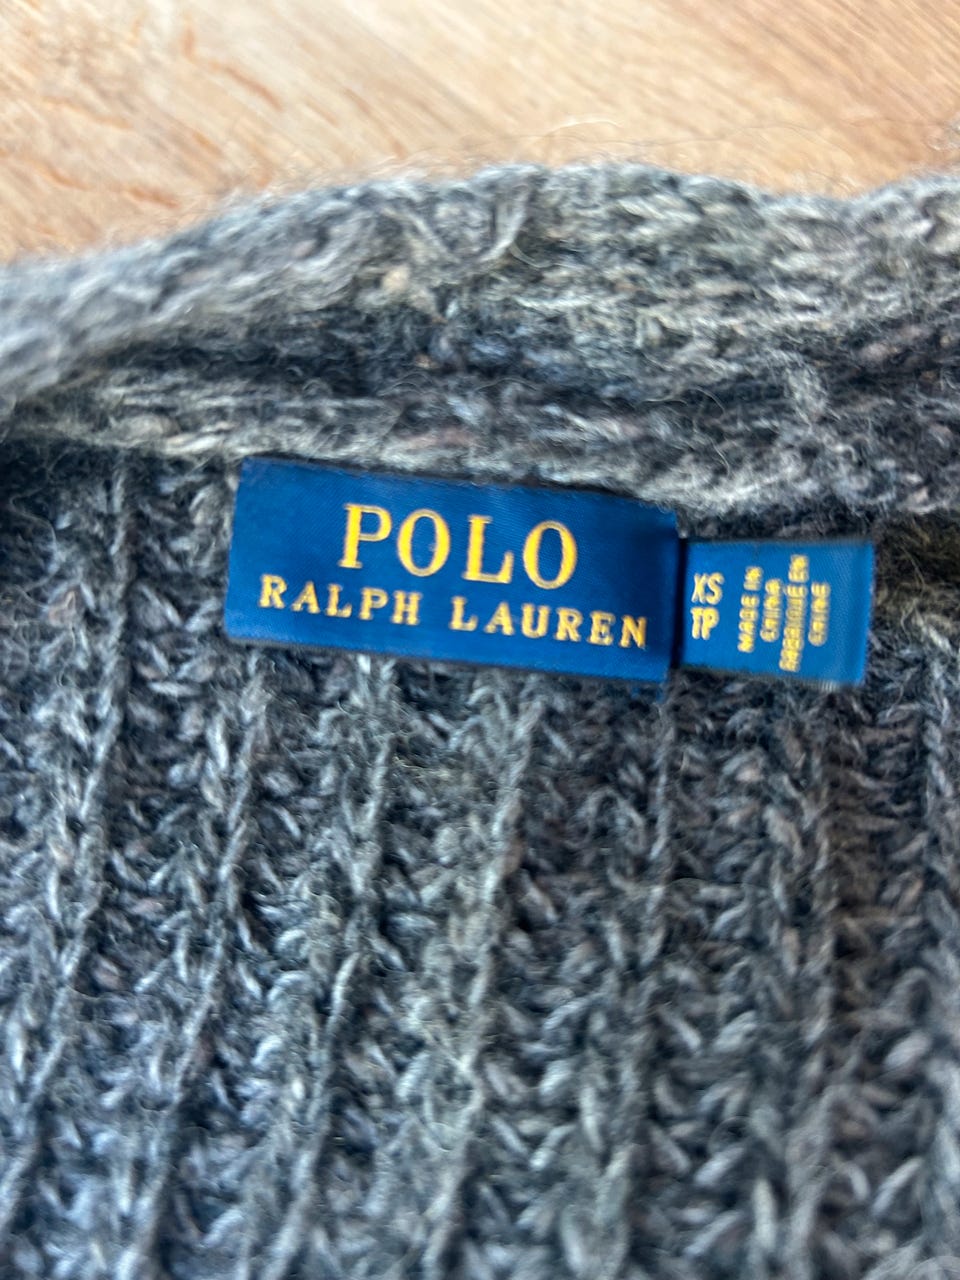 POLO
RALPH LAUREN
XS
TP
MADE IN
CHINA
FABRIQUÉ EN
CHINE